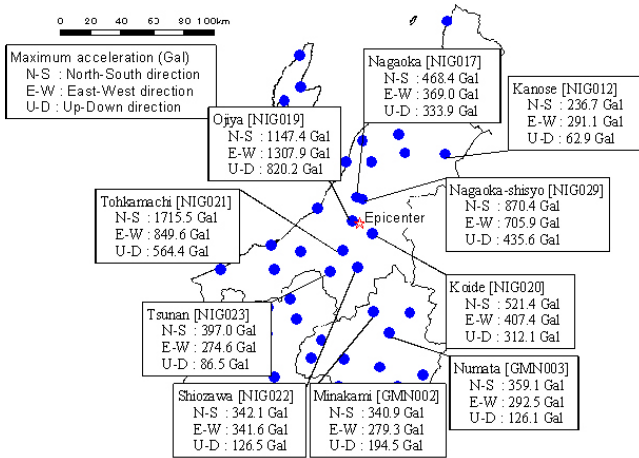 0 20 40 60 80 100km
Maximum acceleration (Gal)
N-S : North-South direction
E-W : East-West direction
U-D : Up-Down direction
Nagaoka [NIG017]
N-S : 468.4 Gal
E-W : 369.0 Gal
U-D : 333.9 Gal
Kanose [NIG012]
N-S : 236.7 Gal
E-W : 291.1 Gal
U-D : 62.9 Gal
Ojiya [NIG019]
N-S : 1147.4 Gal
E-W : 1307.9 Gal
U-D : 820.2 Gal
Nagaoka-shisyo [NIG029]
N-S : 870.4 Gal
E-W : 705.9 Gal
U-D : 435.6 Gal
Tohkamachi [NIG021]
N-S : 1715.5 Gal
E-W : 849.6 Gal
U-D : 564.4 Gal
Epicenter
Koide [NIG020]
N-S : 521.4 Gal
E-W : 407.4 Gal
U-D : 312.1 Gal
Tsunan [NIG023]
N-S : 397.0 Gal
E-W : 274.6 Gal
U-D : 86.5 Gal
Numata [GMN003]
N-S : 359.1 Gal
E-W : 292.5 Gal
U-D : 126.1 Gal
Shiozawa [NIG022]
N-S : 342.1 Gal
E-W : 341.6 Gal
U-D : 126.5 Gal
Minakami [GMN002]
N-S : 340.9 Gal
E-W : 279.3 Gal
U-D : 194.5 Gal